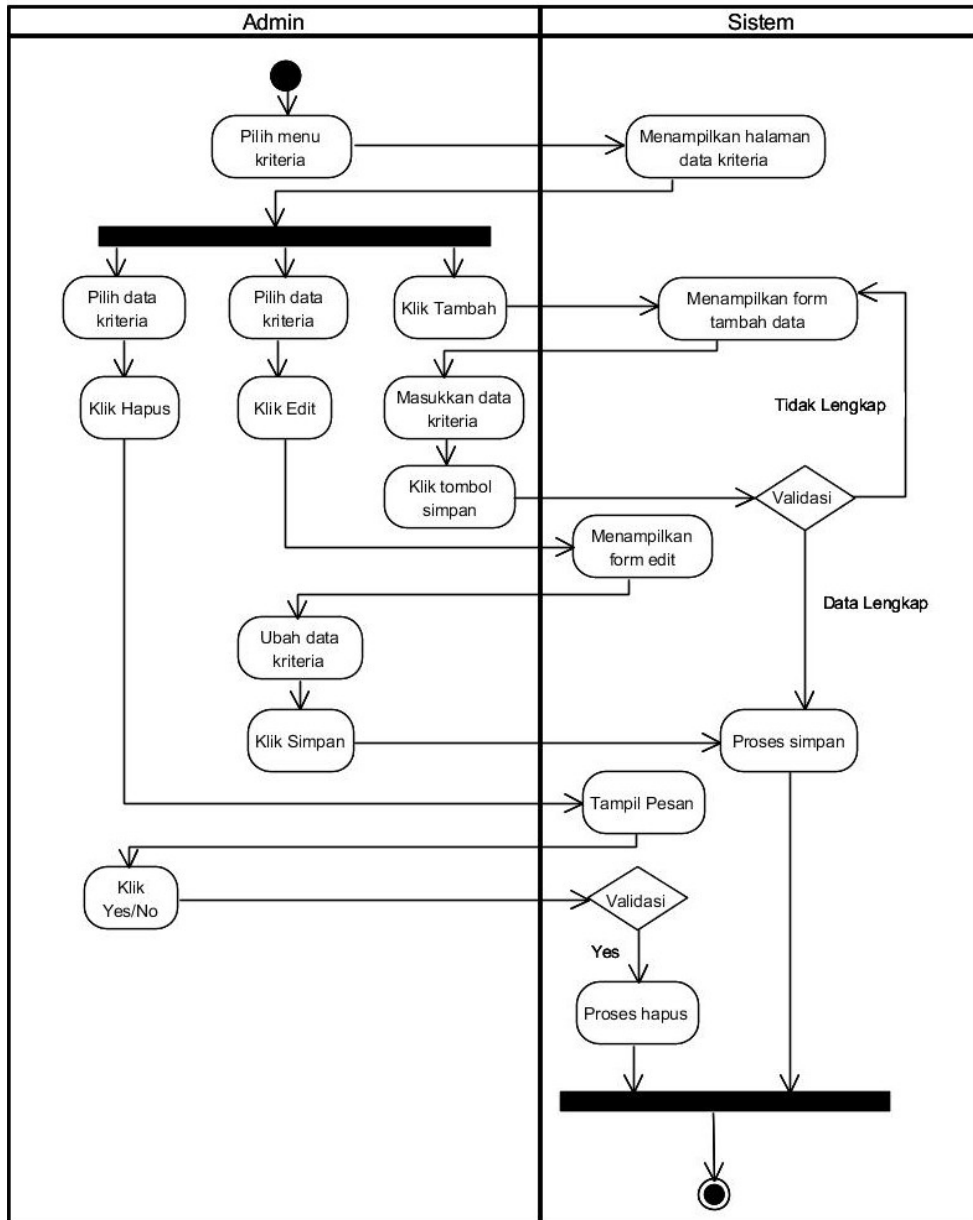 Admin
Sistem
Pilih menu
kriteria
Menampilkan halaman
data kriteria
Pilih data
kriteria
Pilih data
kriteria
Klik Tambah
Menampilkan form
tambah data
Klik Hapus
Klik Edit
Masukkan data
kriteria
Tidak Lengkap
Klik tombol
simpan
Validasi
Menampilkan
form edit
Data Lengkap
Ubah data
kriteria
Klik Simpan
Proses simpan
Tampil Pesan
Klik
Yes/No
Validasi
Yes
Proses hapus